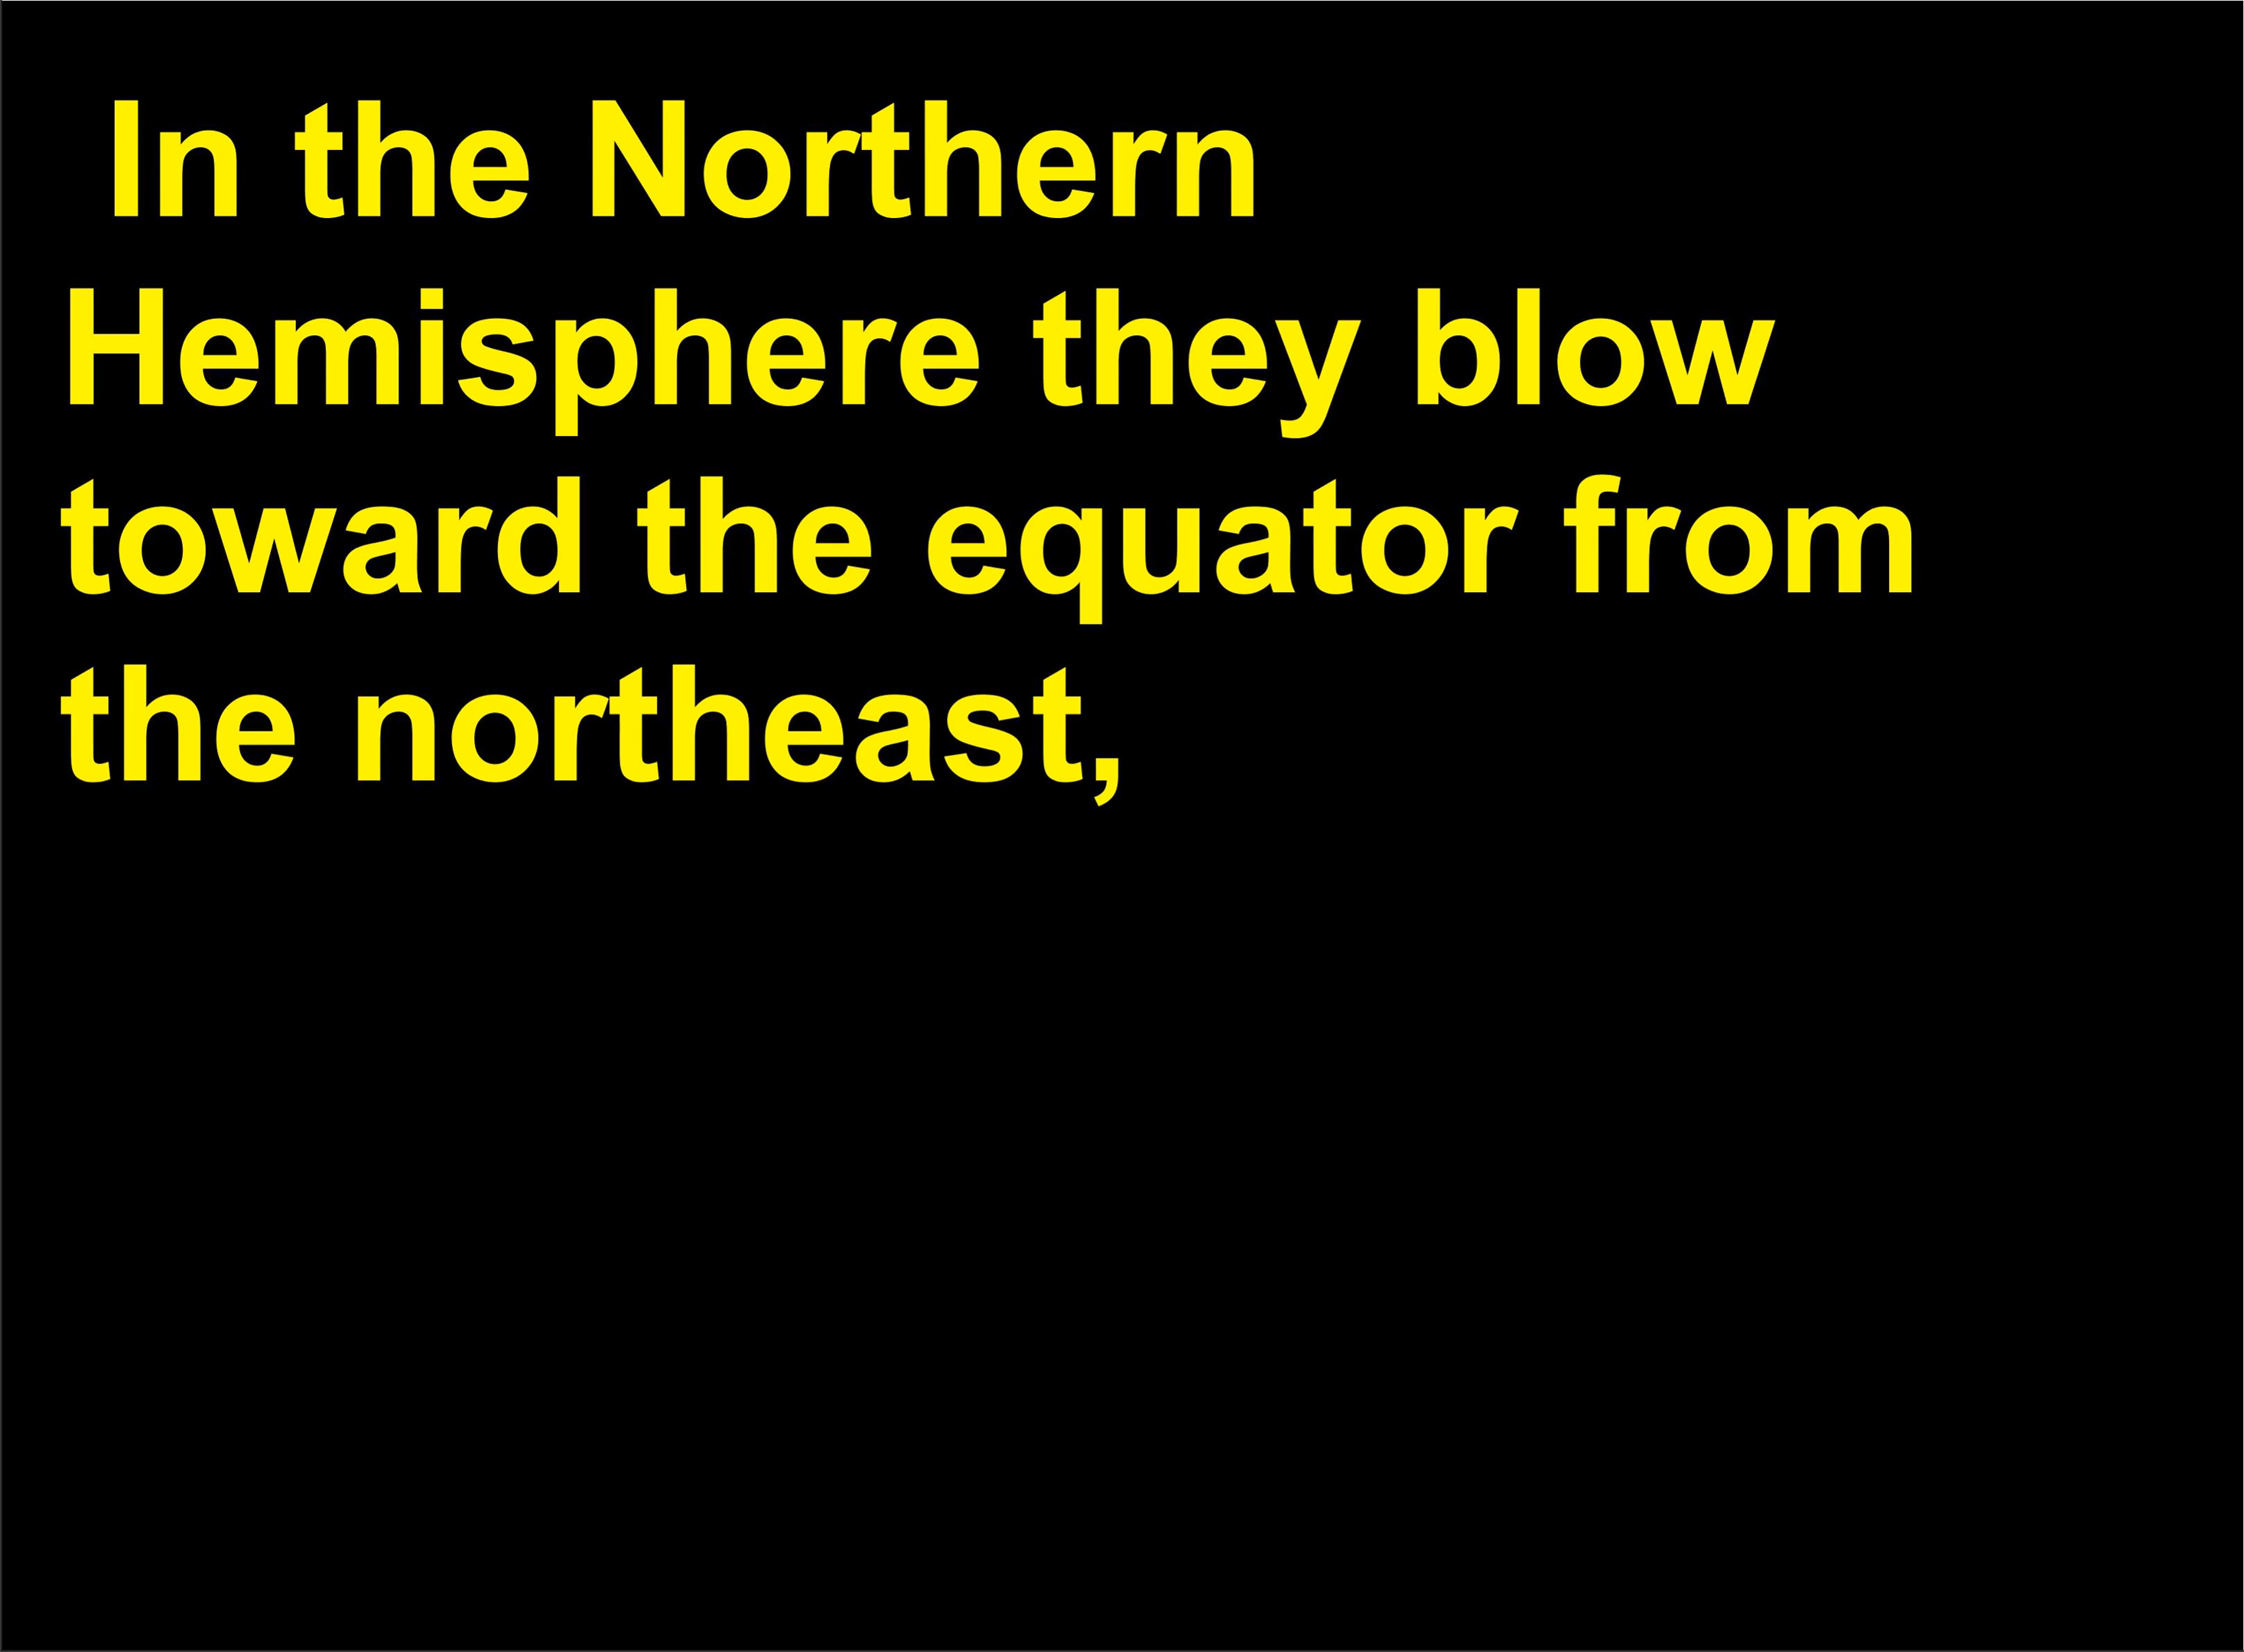 In the Northern
Hemisphere they blow
toward the equator from
the northeast,